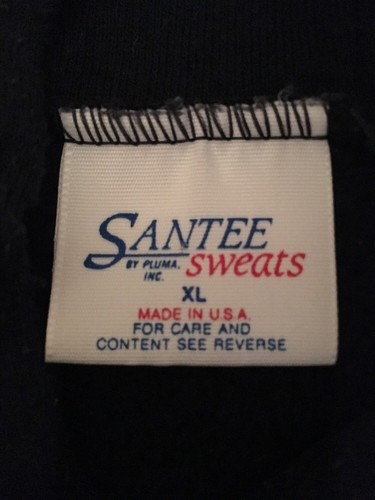 SANTEE
BY PLUMA, sweats
INC.
XL
MADE IN U.S.A.
FOR CARE AND
CONTENT SEE REVERSE